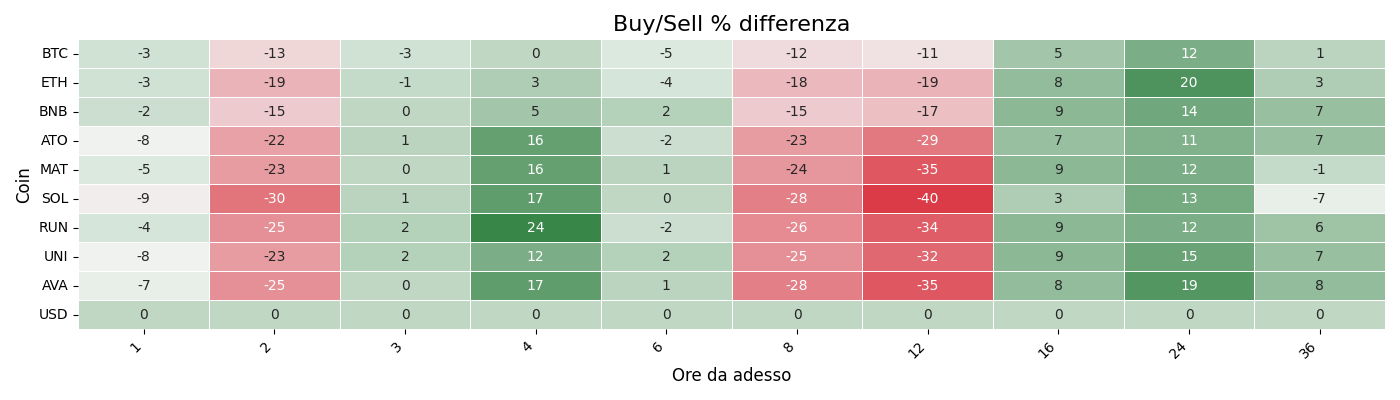 Buy/Sell % differenza
Coin
BTC -3 -13 -3 0 -5 -12 -11 5 12 1
ETH -3 -19 -1 3 -4 -18 -19 8 20 3
BNB -2 -15 0 5 2 -15 -17 9 14 7
ATO -8 -22 1 16 -2 -23 -29 7 11 7
MAT -5 -23 0 16 1 -24 -35 9 12 -1
SOL -9 -30 1 17 0 -28 -40 3 13 -7
RUN -4 -25 2 24 -2 -26 -34 9 12 6
UNI -8 -23 2 12 2 -25 -32 9 15 7
AVA -7 -25 0 17 1 -28 -35 8 19 8
USD 0 0 0 0 0 0 0 0 0 0
1 2 3 4 6 8 12 16 24 36
Ore da adesso